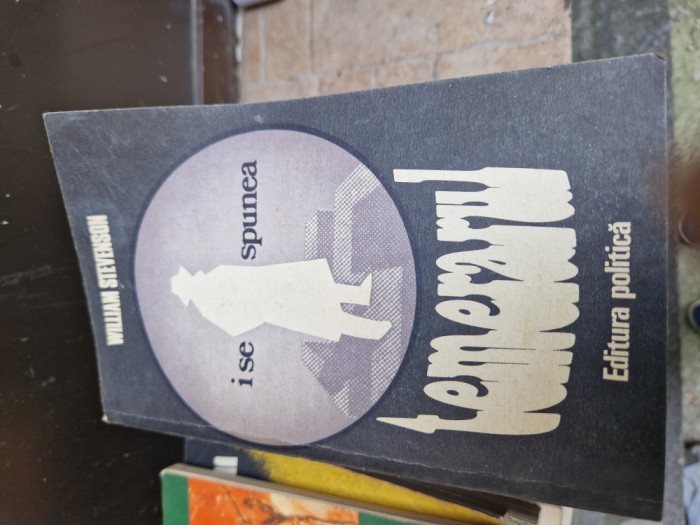 WILLIAM STEVENSON
i se spunea
temerarul
Editura politică